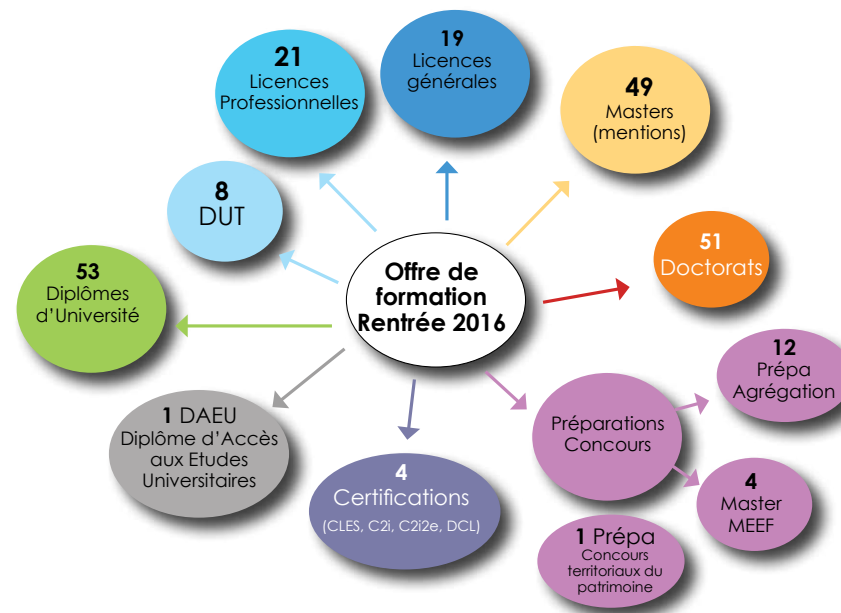 21
Licences
Professionnelles
19
Licences
générales
49
Masters
(mentions)
8
DUT
51
Doctorats
53
Diplômes
d’Université
Offre de
formation
Rentrée 2016
12
Prépa
Agrégation
Préparations
Concours
1 DAEU
Diplôme d’Accès
aux Etudes
Universitaires
4
Certifications
(CLES, C2i, C2i2e, DCL)
4
Master
MEEF
1 Prépa
Concours
territoriaux du
patrimoine